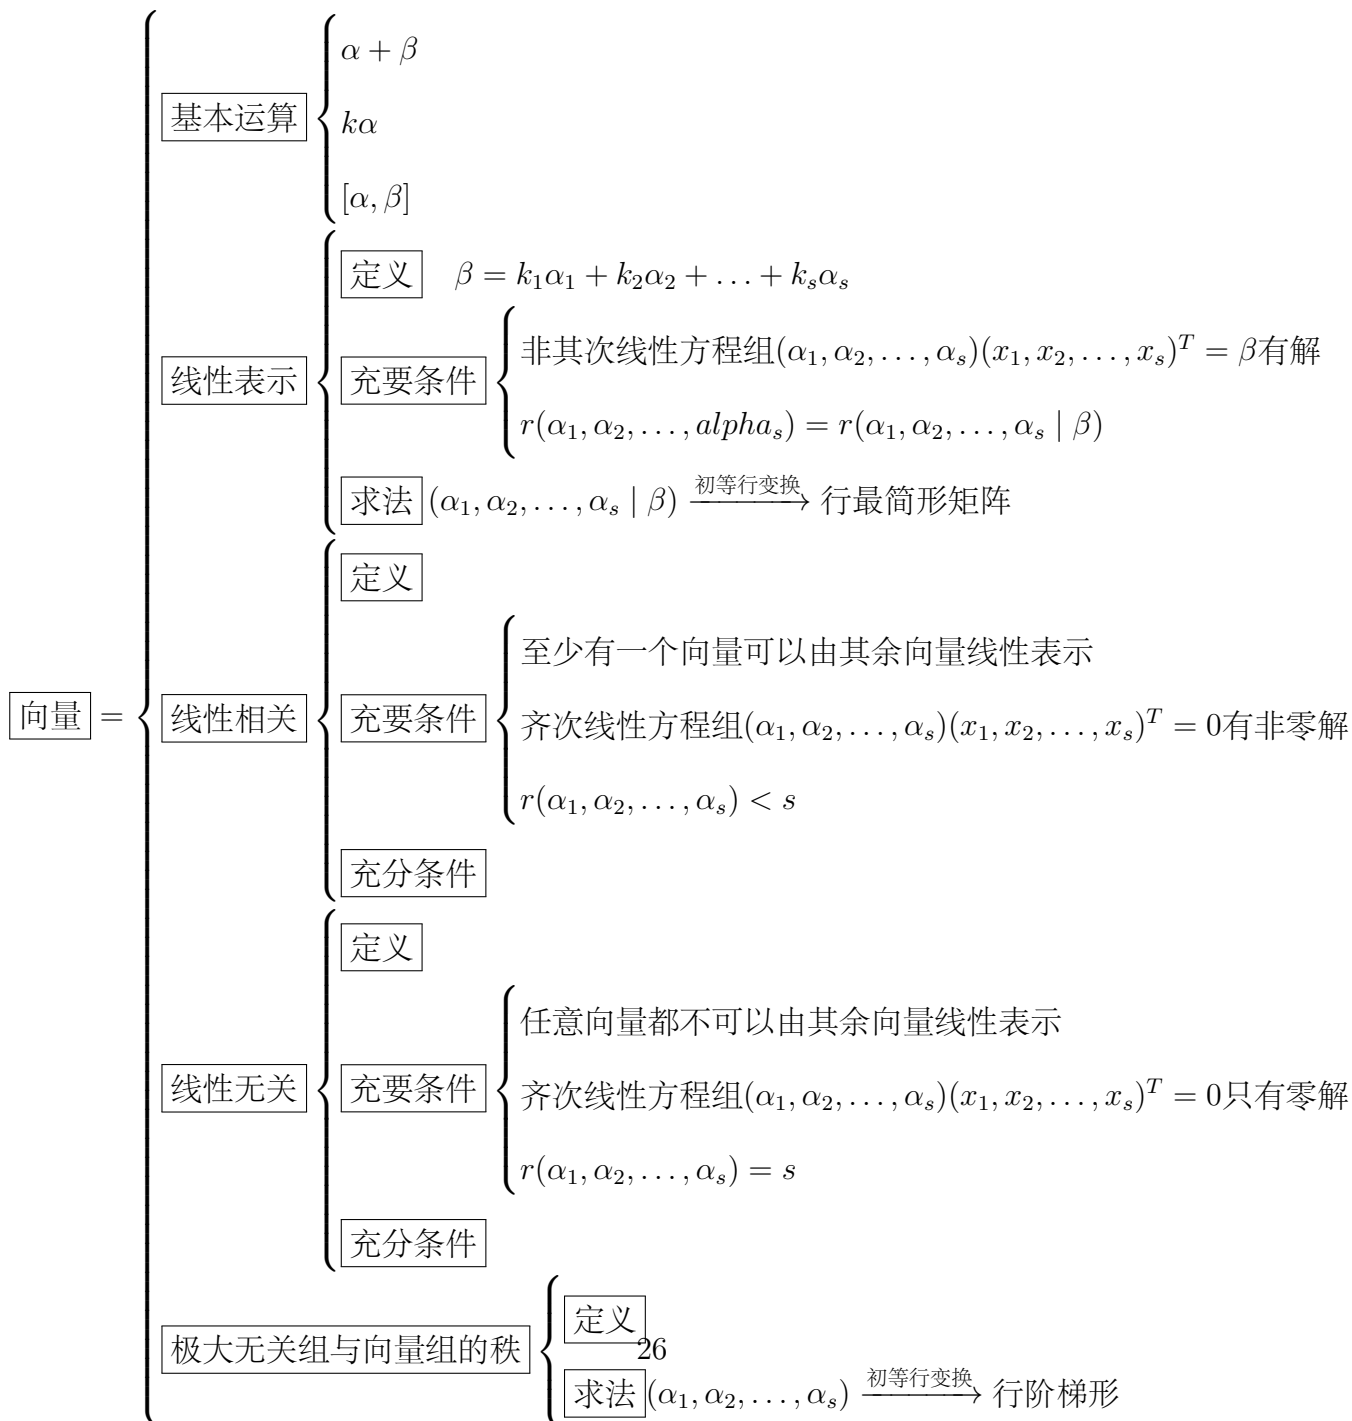 α + β
基本运算
kα
[α, β]
定义 β = k₁α₁ + k₂α₂ + … + kₛαₛ
非其次线性方程组(α₁, α₂, …, αₛ)(x₁, x₂, …, xₛ)ᵀ = β有解
线性表示
充要条件
r(α₁, α₂, …, alphaₛ) = r(α₁, α₂, …, αₛ | β)
求法 (α₁, α₂, …, αₛ | β) 初等行变换 → 行最简形矩阵
定义
至少有一个向量可以由其余向量线性表示
向量 =
线性相关
充要条件
齐次线性方程组(α₁, α₂, …, αₛ)(x₁, x₂, …, xₛ)ᵀ = 0有非零解
r(α₁, α₂, …, αₛ) < s
充分条件
定义
任意向量都不可以由其余向量线性表示
线性无关
充要条件
齐次线性方程组(α₁, α₂, …, αₛ)(x₁, x₂, …, xₛ)ᵀ = 0只有零解
r(α₁, α₂, …, αₛ) = s
充分条件
定义
极大无关组与向量组的秩
26
求法 (α₁, α₂, …, αₛ) 初等行变换 → 行阶梯形